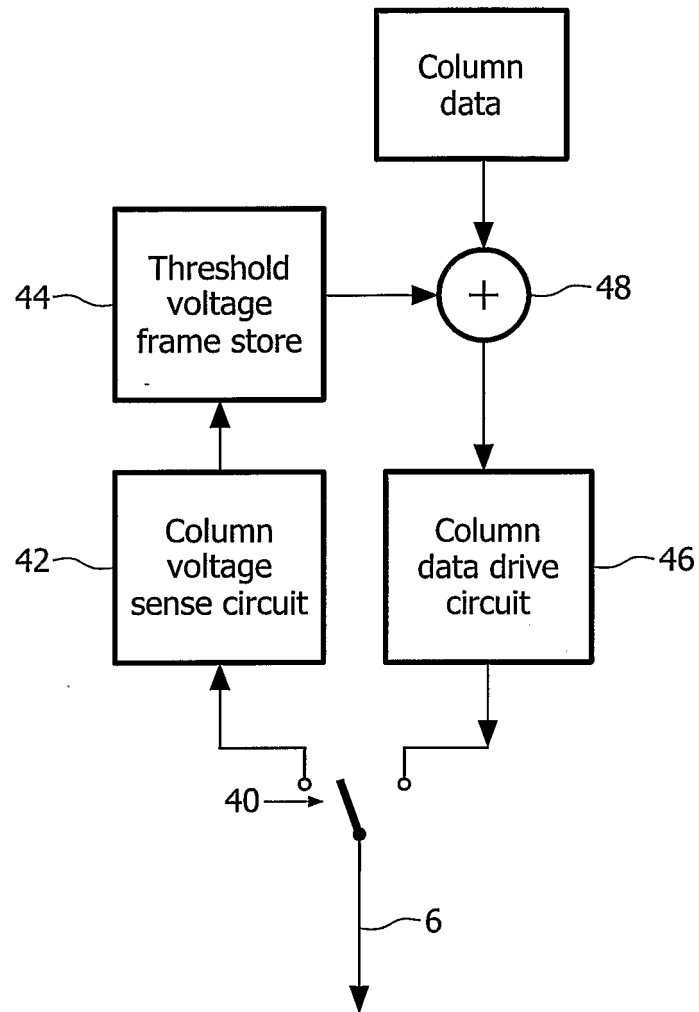 Column
data
44
Threshold
voltage
frame store
+
48
42
Column
voltage
sense circuit
Column
data drive
circuit
46
40
6